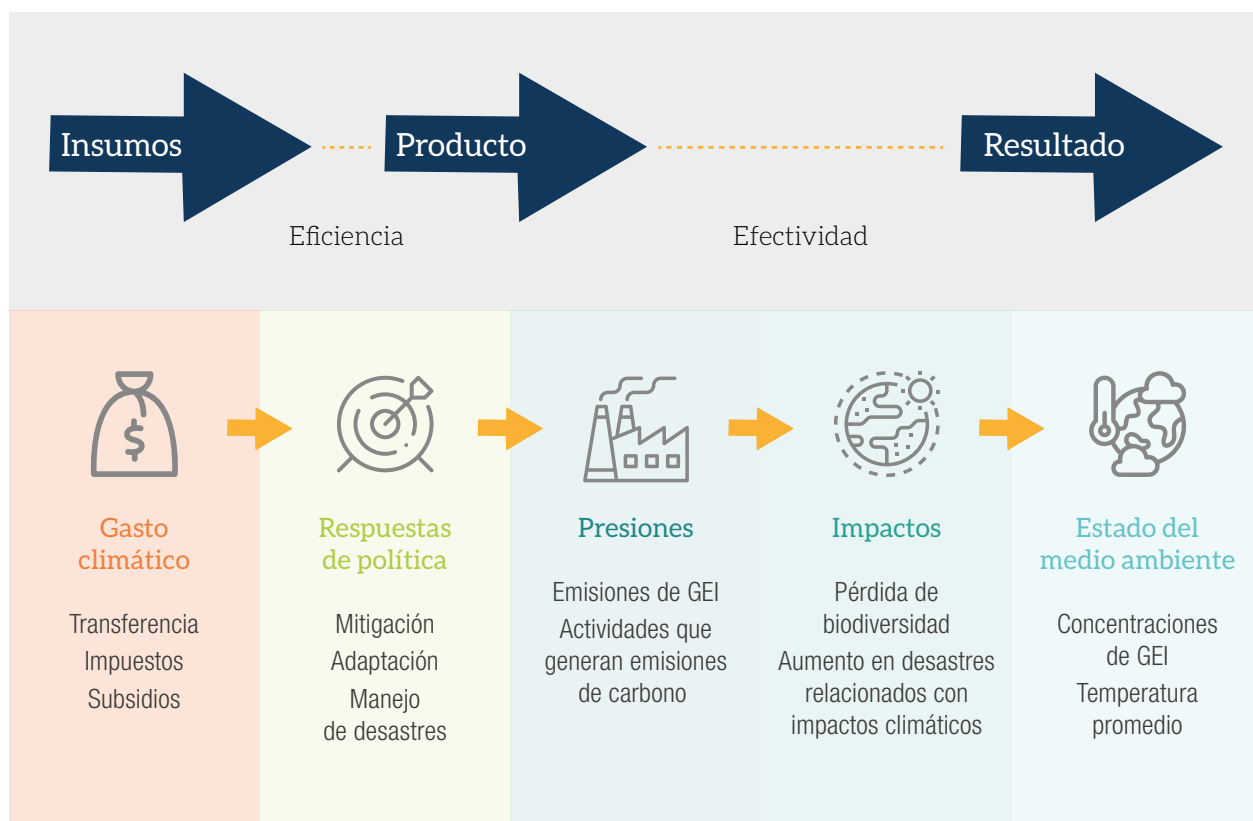 Insumos
Producto
Resultado
Eficiencia
Efectividad
$
Gasto
climático
Transferencia
Impuestos
Subsidios
Respuestas
de política
Mitigación
Adaptación
Manejo
de desastres
Presiones
Emisiones de GEI
Actividades que
generan emisiones
de carbono
Impactos
Pérdida de
biodiversidad
Aumento en desastres
relacionados con
impactos climáticos
Estado del
medio ambiente
Concentraciones
de GEI
Temperatura
promedio